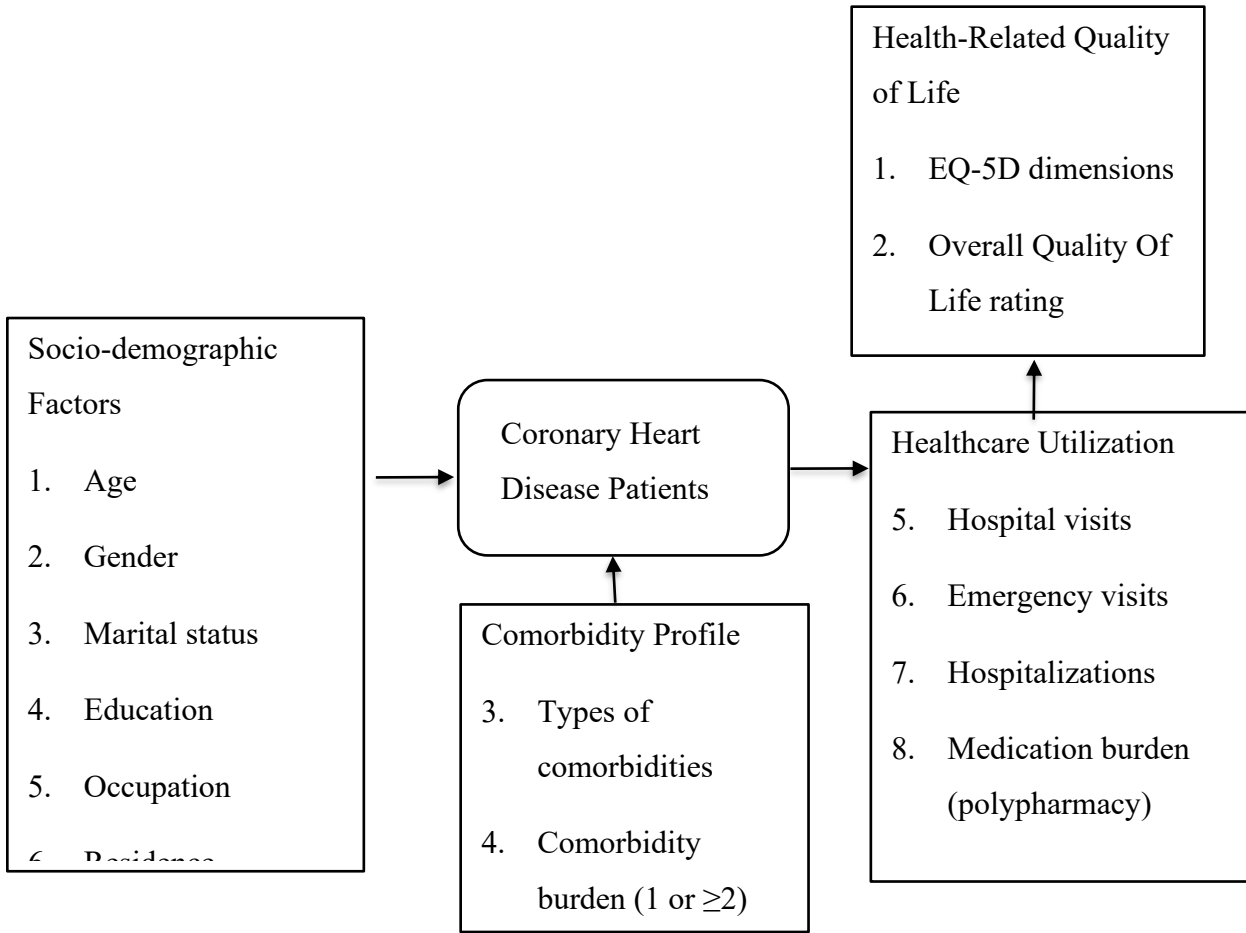 Health-Related Quality
of Life
1. EQ-5D dimensions
2. Overall Quality Of
Life rating
Socio-demographic
Factors
1. Age
2. Gender
3. Marital status
4. Education
5. Occupation
Coronary Heart
Disease Patients
Comorbidity Profile
3. Types of
comorbidities
4. Comorbidity
burden (1 or ≥2)
Healthcare Utilization
5. Hospital visits
6. Emergency visits
7. Hospitalizations
8. Medication burden
(polypharmacy)